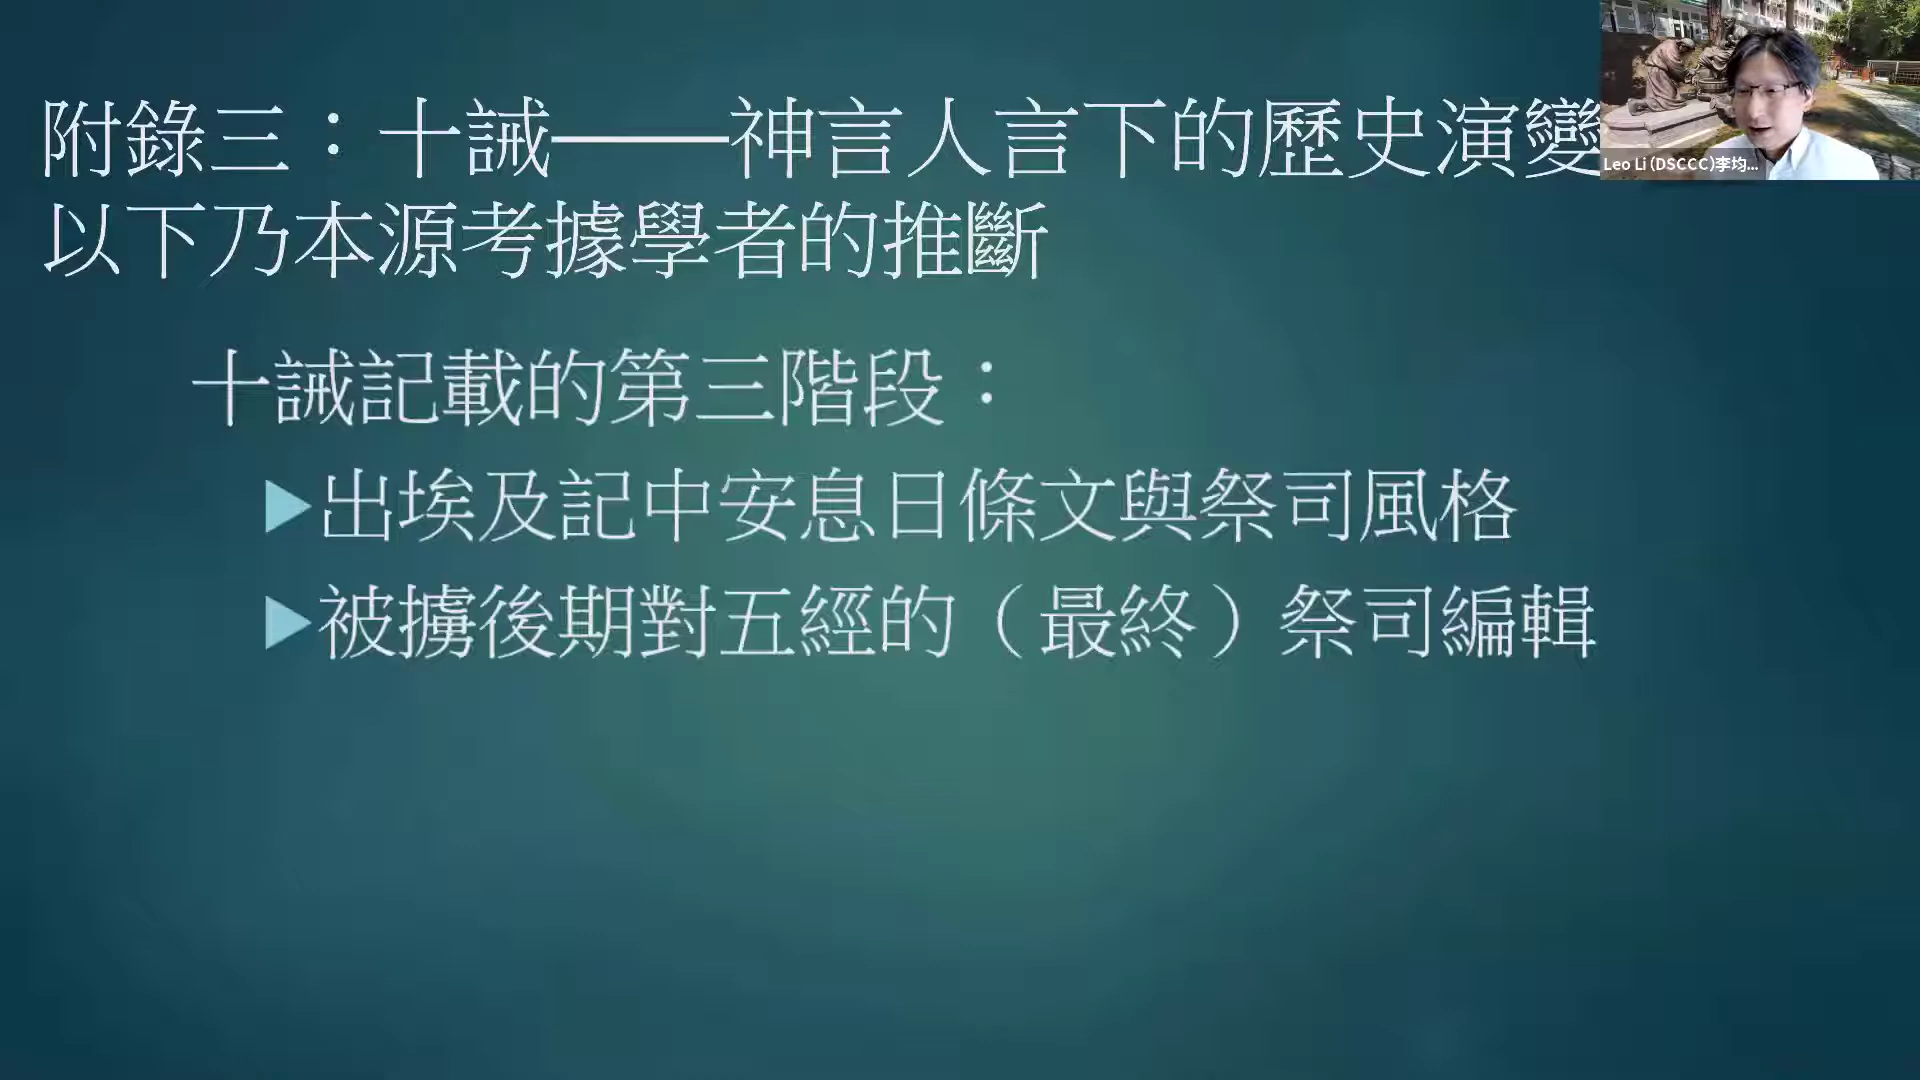 附錄三：十誡——神言人言下的歷史演變
以下乃本源考據學者的推斷
十誡記載的第三階段：
▶出埃及記中安息日條文與祭司風格
▶被擄後期對五經的（最終）祭司編輯
Leo Li (DSCCC)李均...